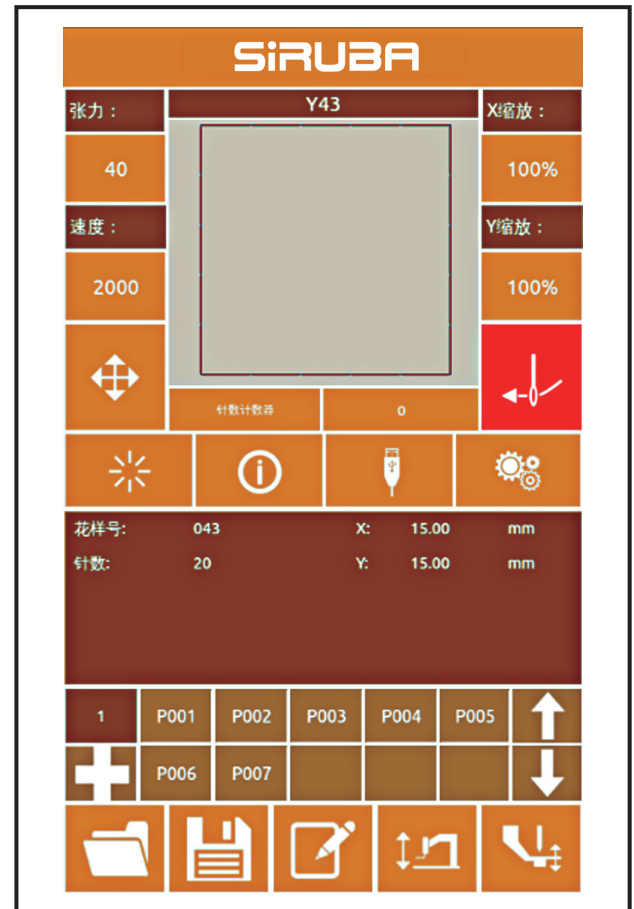 SiRUBA
张力：
Y43
X缩放：
40
100%
速度：
Y缩放：
2000
100%
针数计数器
0
花样号: 043 X: 15.00 mm
针数: 20 Y: 15.00 mm
1 P001 P002 P003 P004 P005
P006 P007